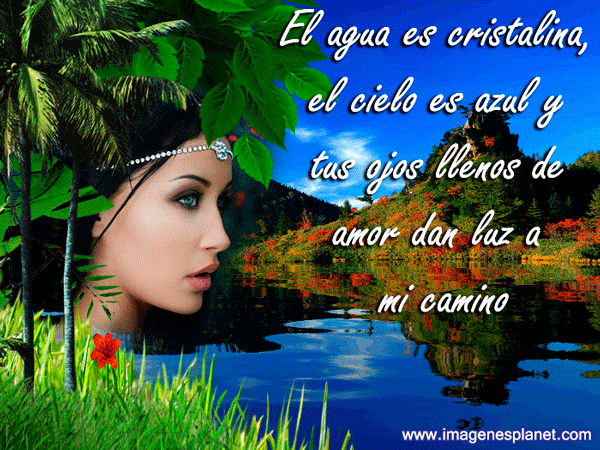 El agua es cristalina,
el cielo es azul y
tus ojos llenos de
amor dan luz a
mi camino
www.imagenesplanet.com